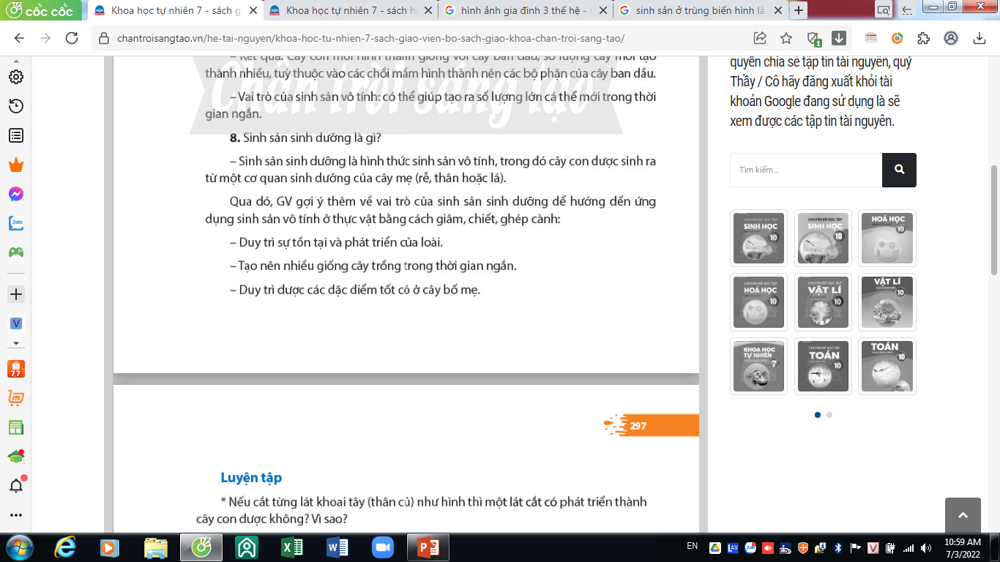 cốc cốc
Khoa học tự nhiên 7 - sách g
Khoa học tự nhiên 7 - sách h
hình ảnh gia đình 3 thế hệ -
sinh sản ở trùng biến hình là
chantroisangtao.vn/he-tai-nguyen/khoa-hoc-tu-nhien-7-sach-giao-vien-bo-sach-giao-khoa-chan-troi-sang-tao/
– Kết quả: Cây con mới hình thành giống với cây ban đầu, số lượng cây mới tạo
thành nhiều, tuỳ thuộc vào các chồi mầm hình thành nên các bộ phận của cây ban đầu.
– Vai trò của sinh sản vô tính: có thể giúp tạo ra số lượng lớn cá thể mới trong thời
gian ngắn.
Chân trời sáng tạo
8. Sinh sản sinh dưỡng là gì?
– Sinh sản sinh dưỡng là hình thức sinh sản vô tính, trong đó cây con được sinh ra
từ một cơ quan sinh dưỡng của cây mẹ (rễ, thân hoặc lá).
Qua đó, GV gợi ý thêm về vai trò của sinh sản sinh dưỡng để hướng đến ứng
dụng sinh sản vô tính ở thực vật bằng cách giâm, chiết, ghép cành:
– Duy trì sự tồn tại và phát triển của loài.
– Tạo nên nhiều giống cây trồng trong thời gian ngắn.
– Duy trì được các đặc điểm tốt có ở cây bố mẹ.
297
Luyện tập
* Nếu cắt từng lát khoai tây (thân củ) như hình thì một lát cắt có phát triển thành
cây con được không? Vì sao?
quyền chia sẻ tập tin tài nguyên, quý
Thầy / Cô hãy đăng xuất khỏi tài
khoản Google đang sử dụng là sẽ
xem được các tập tin tài nguyên.
Tìm kiếm...
CHUYÊN ĐỀ HỌC TẬP
SINH HỌC
10
CHUYÊN ĐỀ HỌC TẬP
SINH HỌC
10
HOÁ HỌC
10
CHUYÊN ĐỀ HỌC TẬP
HOÁ HỌC
10
CHUYÊN ĐỀ HỌC TẬP
VẬT LÍ
10
VẬT LÍ
10
KHOA HỌC
TỰ NHIÊN
7
CHUYÊN ĐỀ HỌC TẬP
TOÁN
10
TOÁN
10
Zalo
V
7.7
1
EN
LAV
Zalo
V
10:59 AM
7/3/2022